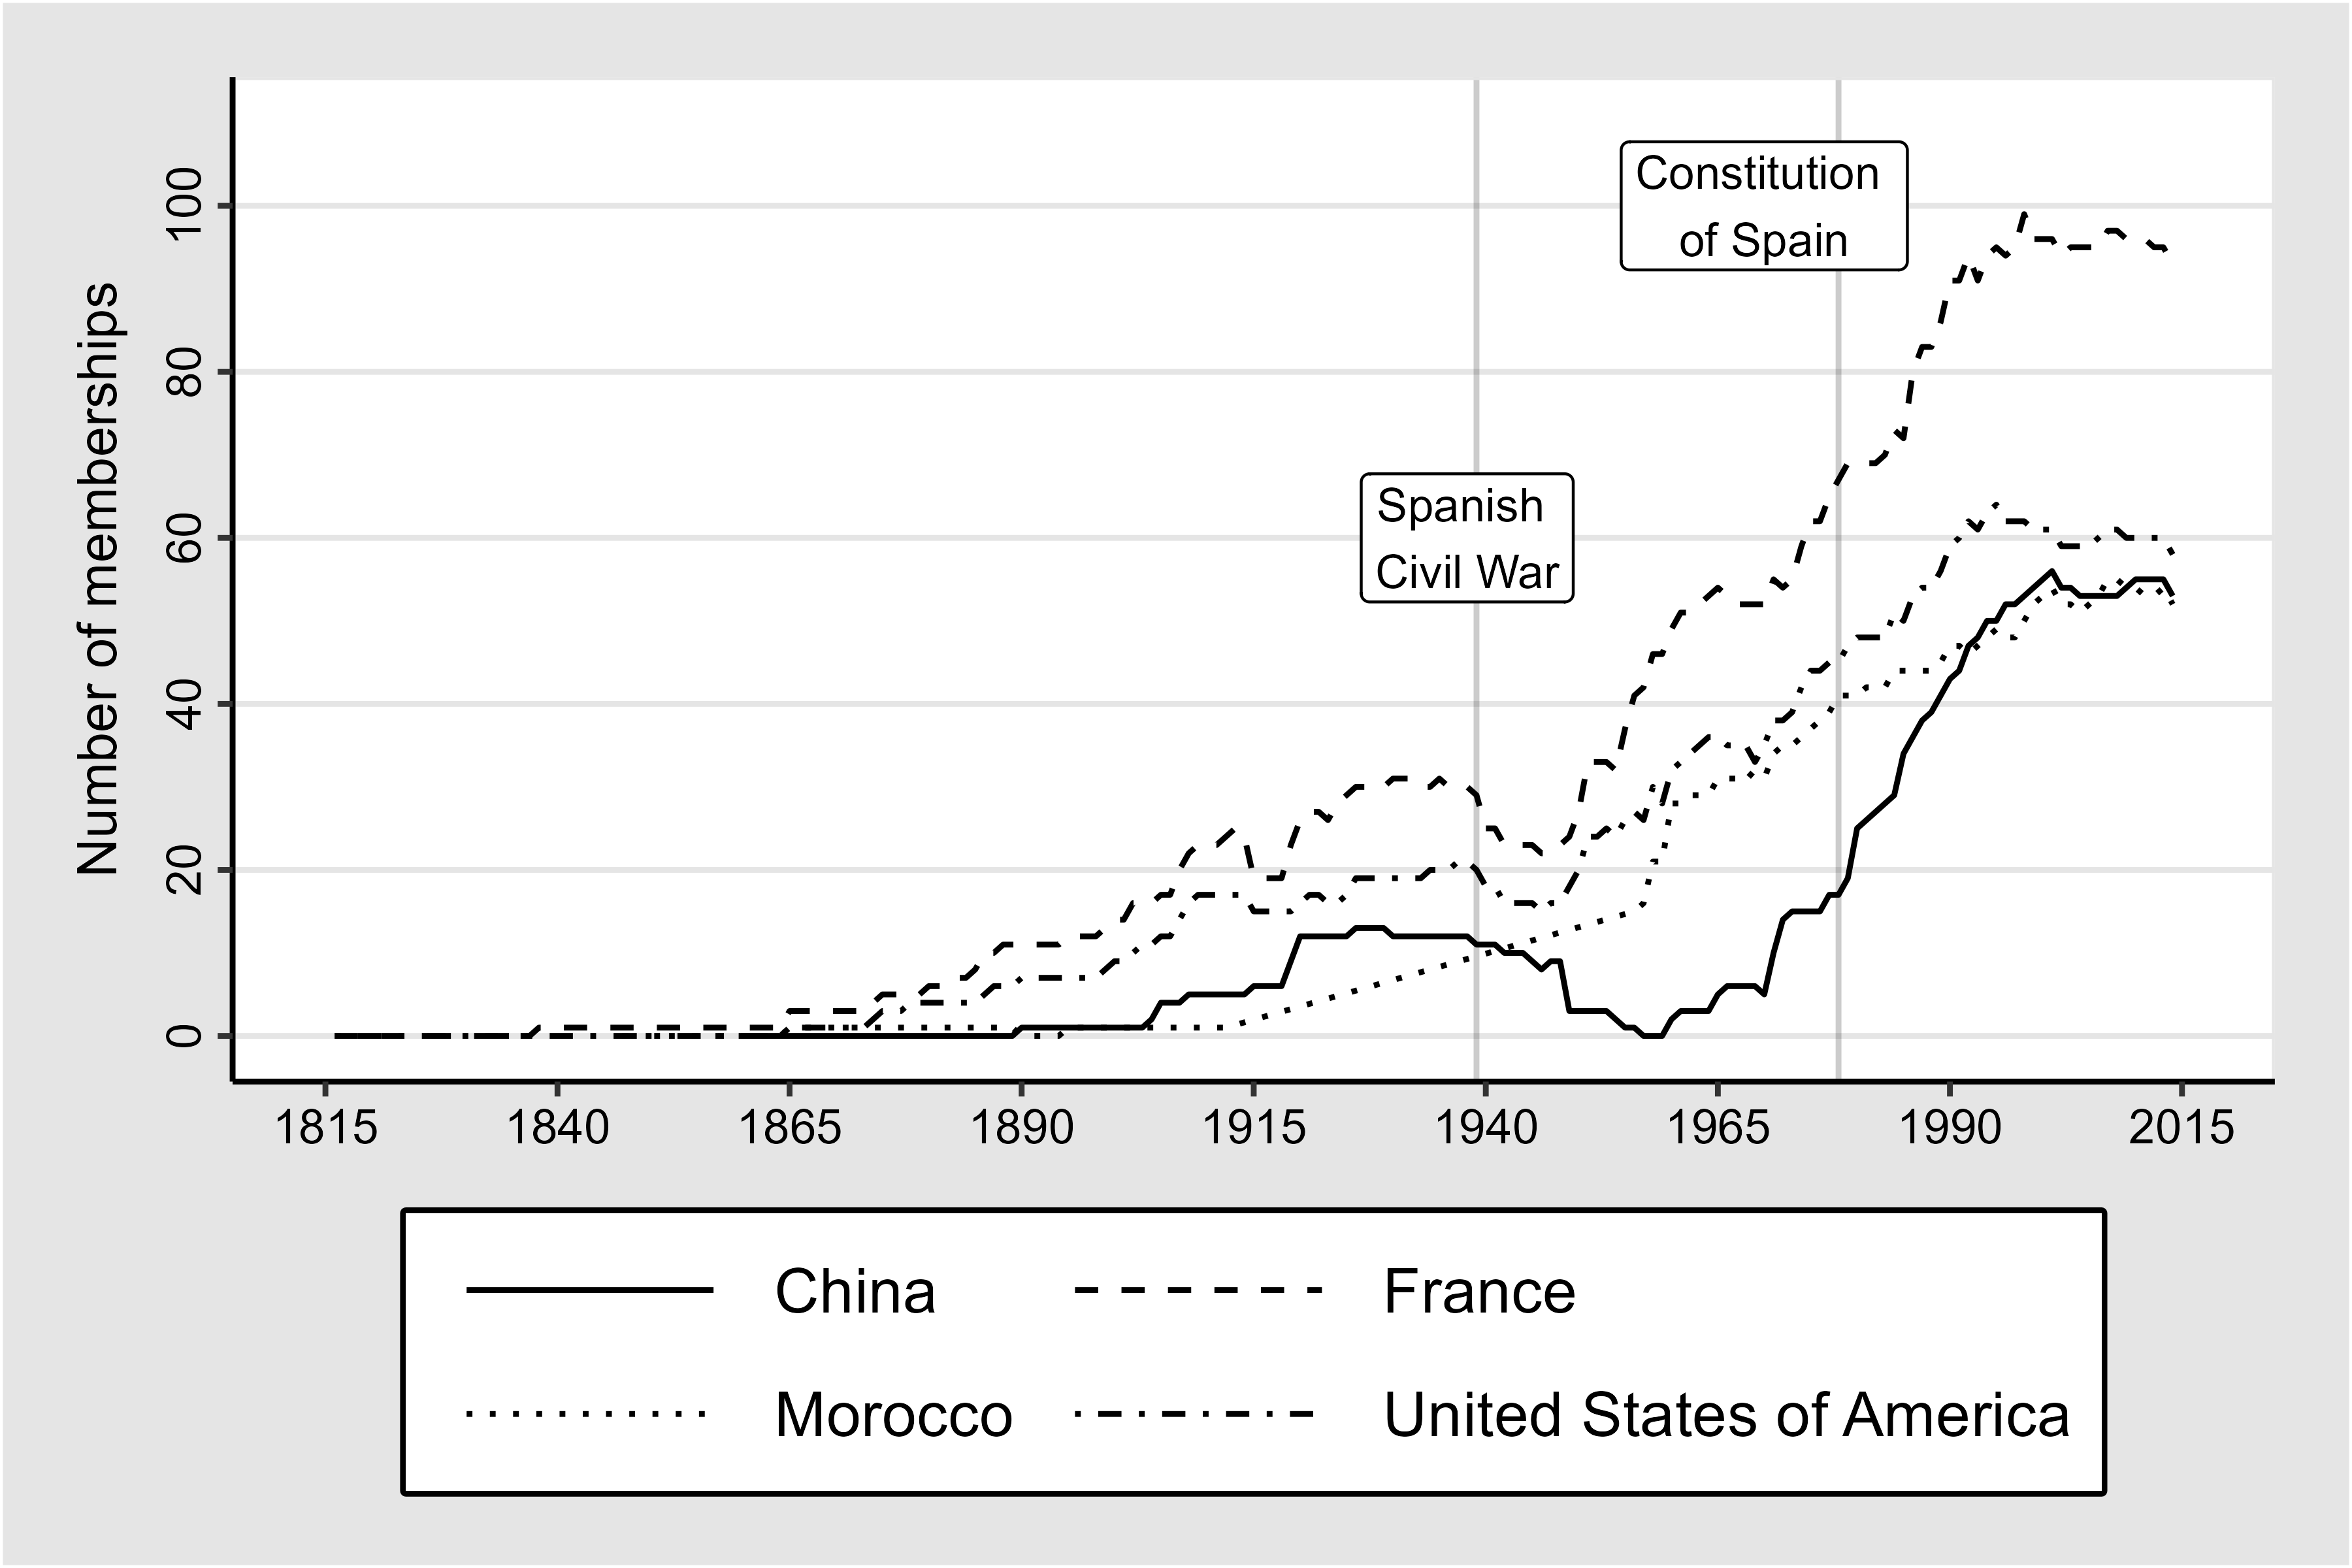 Number of memberships
100
80
60
40
20
0
Constitution
of Spain
Spanish
Civil War
1815 1840 1865 1890 1915 1940 1965 1990 2015
China France
Morocco United States of America